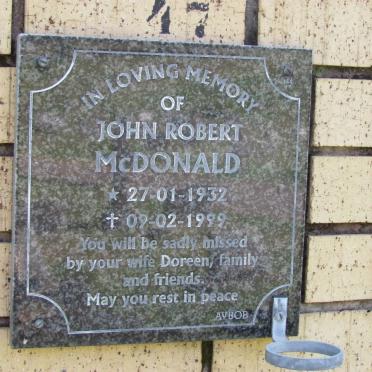 17
IN LOVING MEMORY
OF
JOHN ROBERT
McDONALD
★ 27-01-1932
✝ 09-02-1999
You will be sadly missed
by your wife Doreen, family
and friends.
May you rest in peace
AVBOB